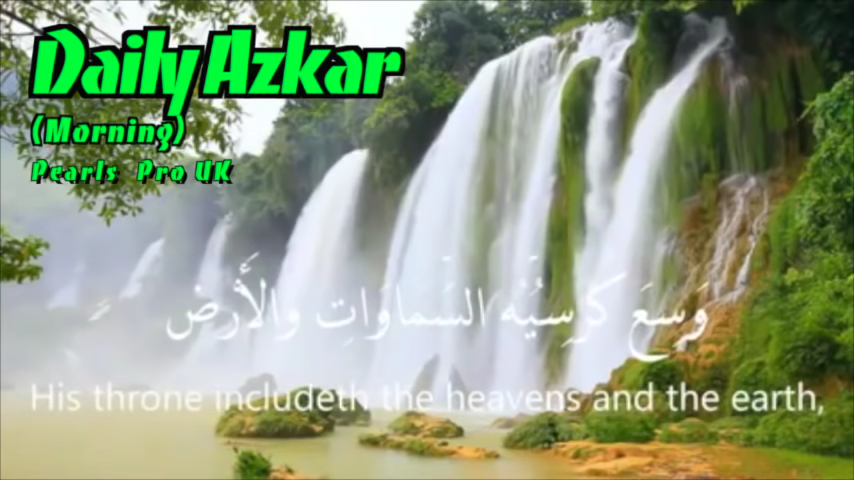 Daily Azkar
(Morning)
Pearls Pro UK
وَسِعَ كُرْسِيُّهُ السَّمَاوَاتِ وَالْأَرْضَ
His throne includeth the heavens and the earth,